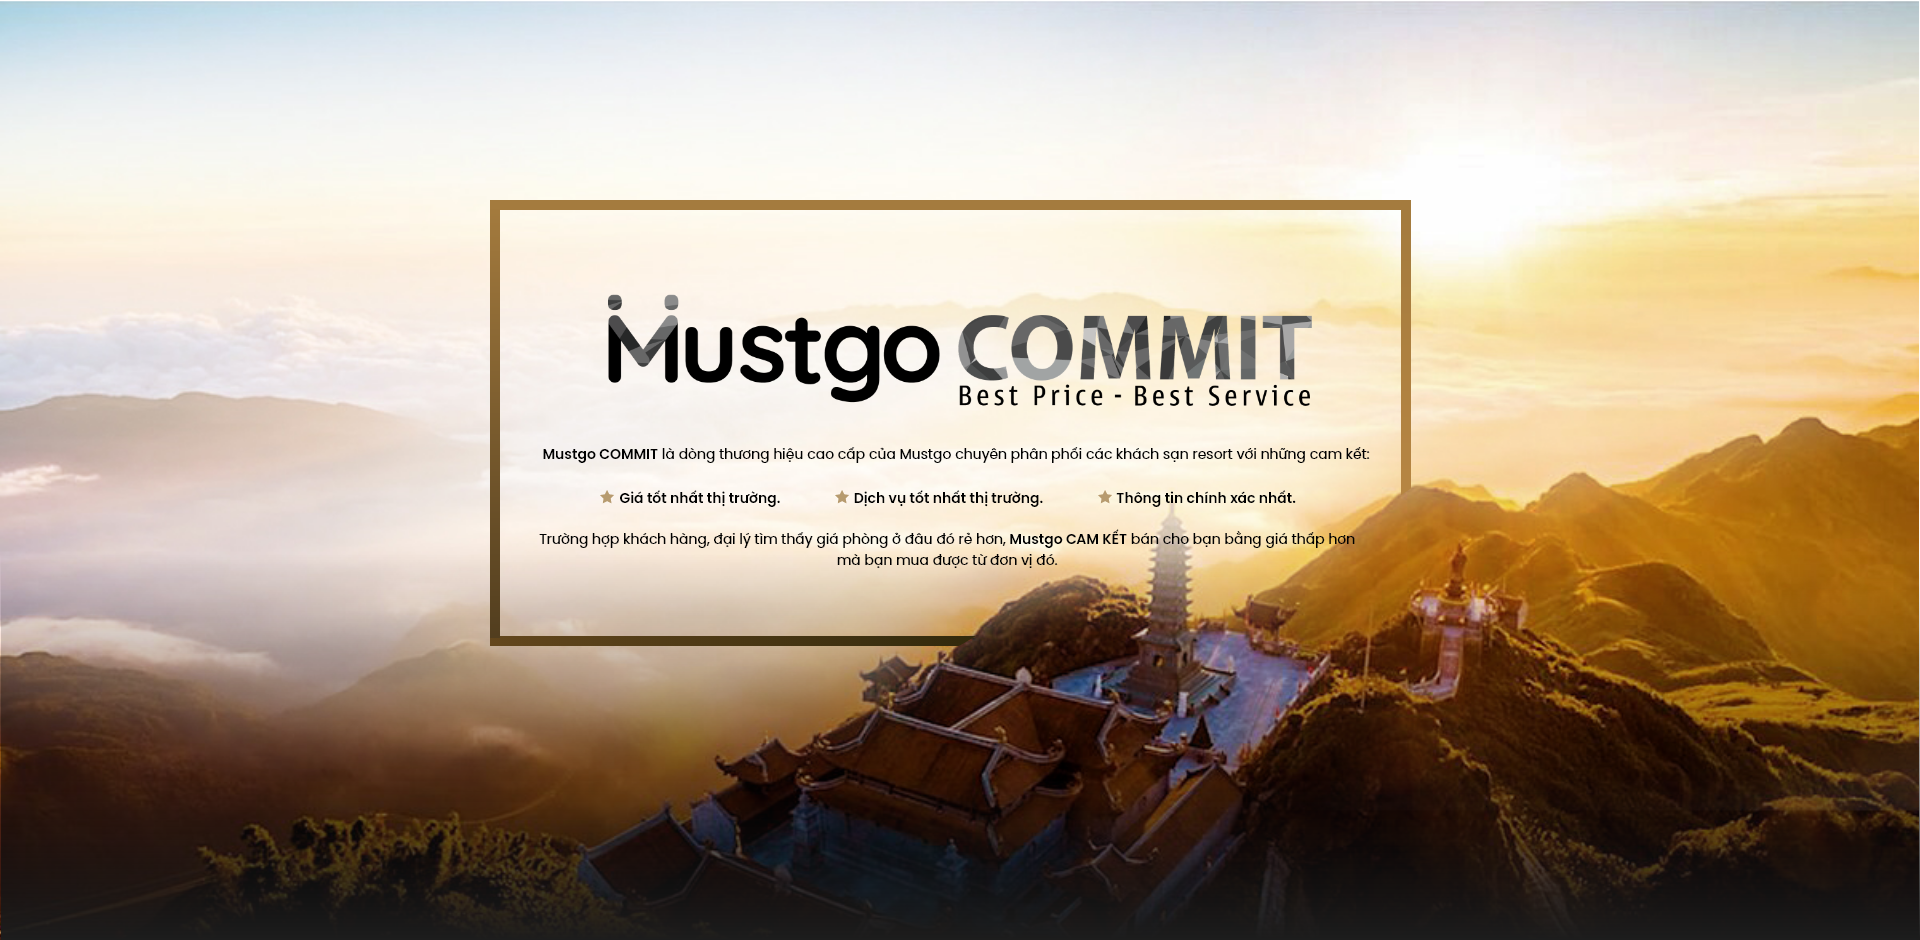 Mustgo COMMIT
Best Price - Best Service
Mustgo COMMIT là dòng thương hiệu cao cấp của Mustgo chuyên phân phối các khách sạn resort với những cam kết:
Giá tốt nhất thị trường. Dịch vụ tốt nhất thị trường. Thông tin chính xác nhất.
Trường hợp khách hàng, đại lý tìm thấy giá phòng ở đâu đó rẻ hơn, Mustgo CAM KẾT bán cho bạn bằng giá thấp hơn
mà bạn mua được từ đơn vị đó.